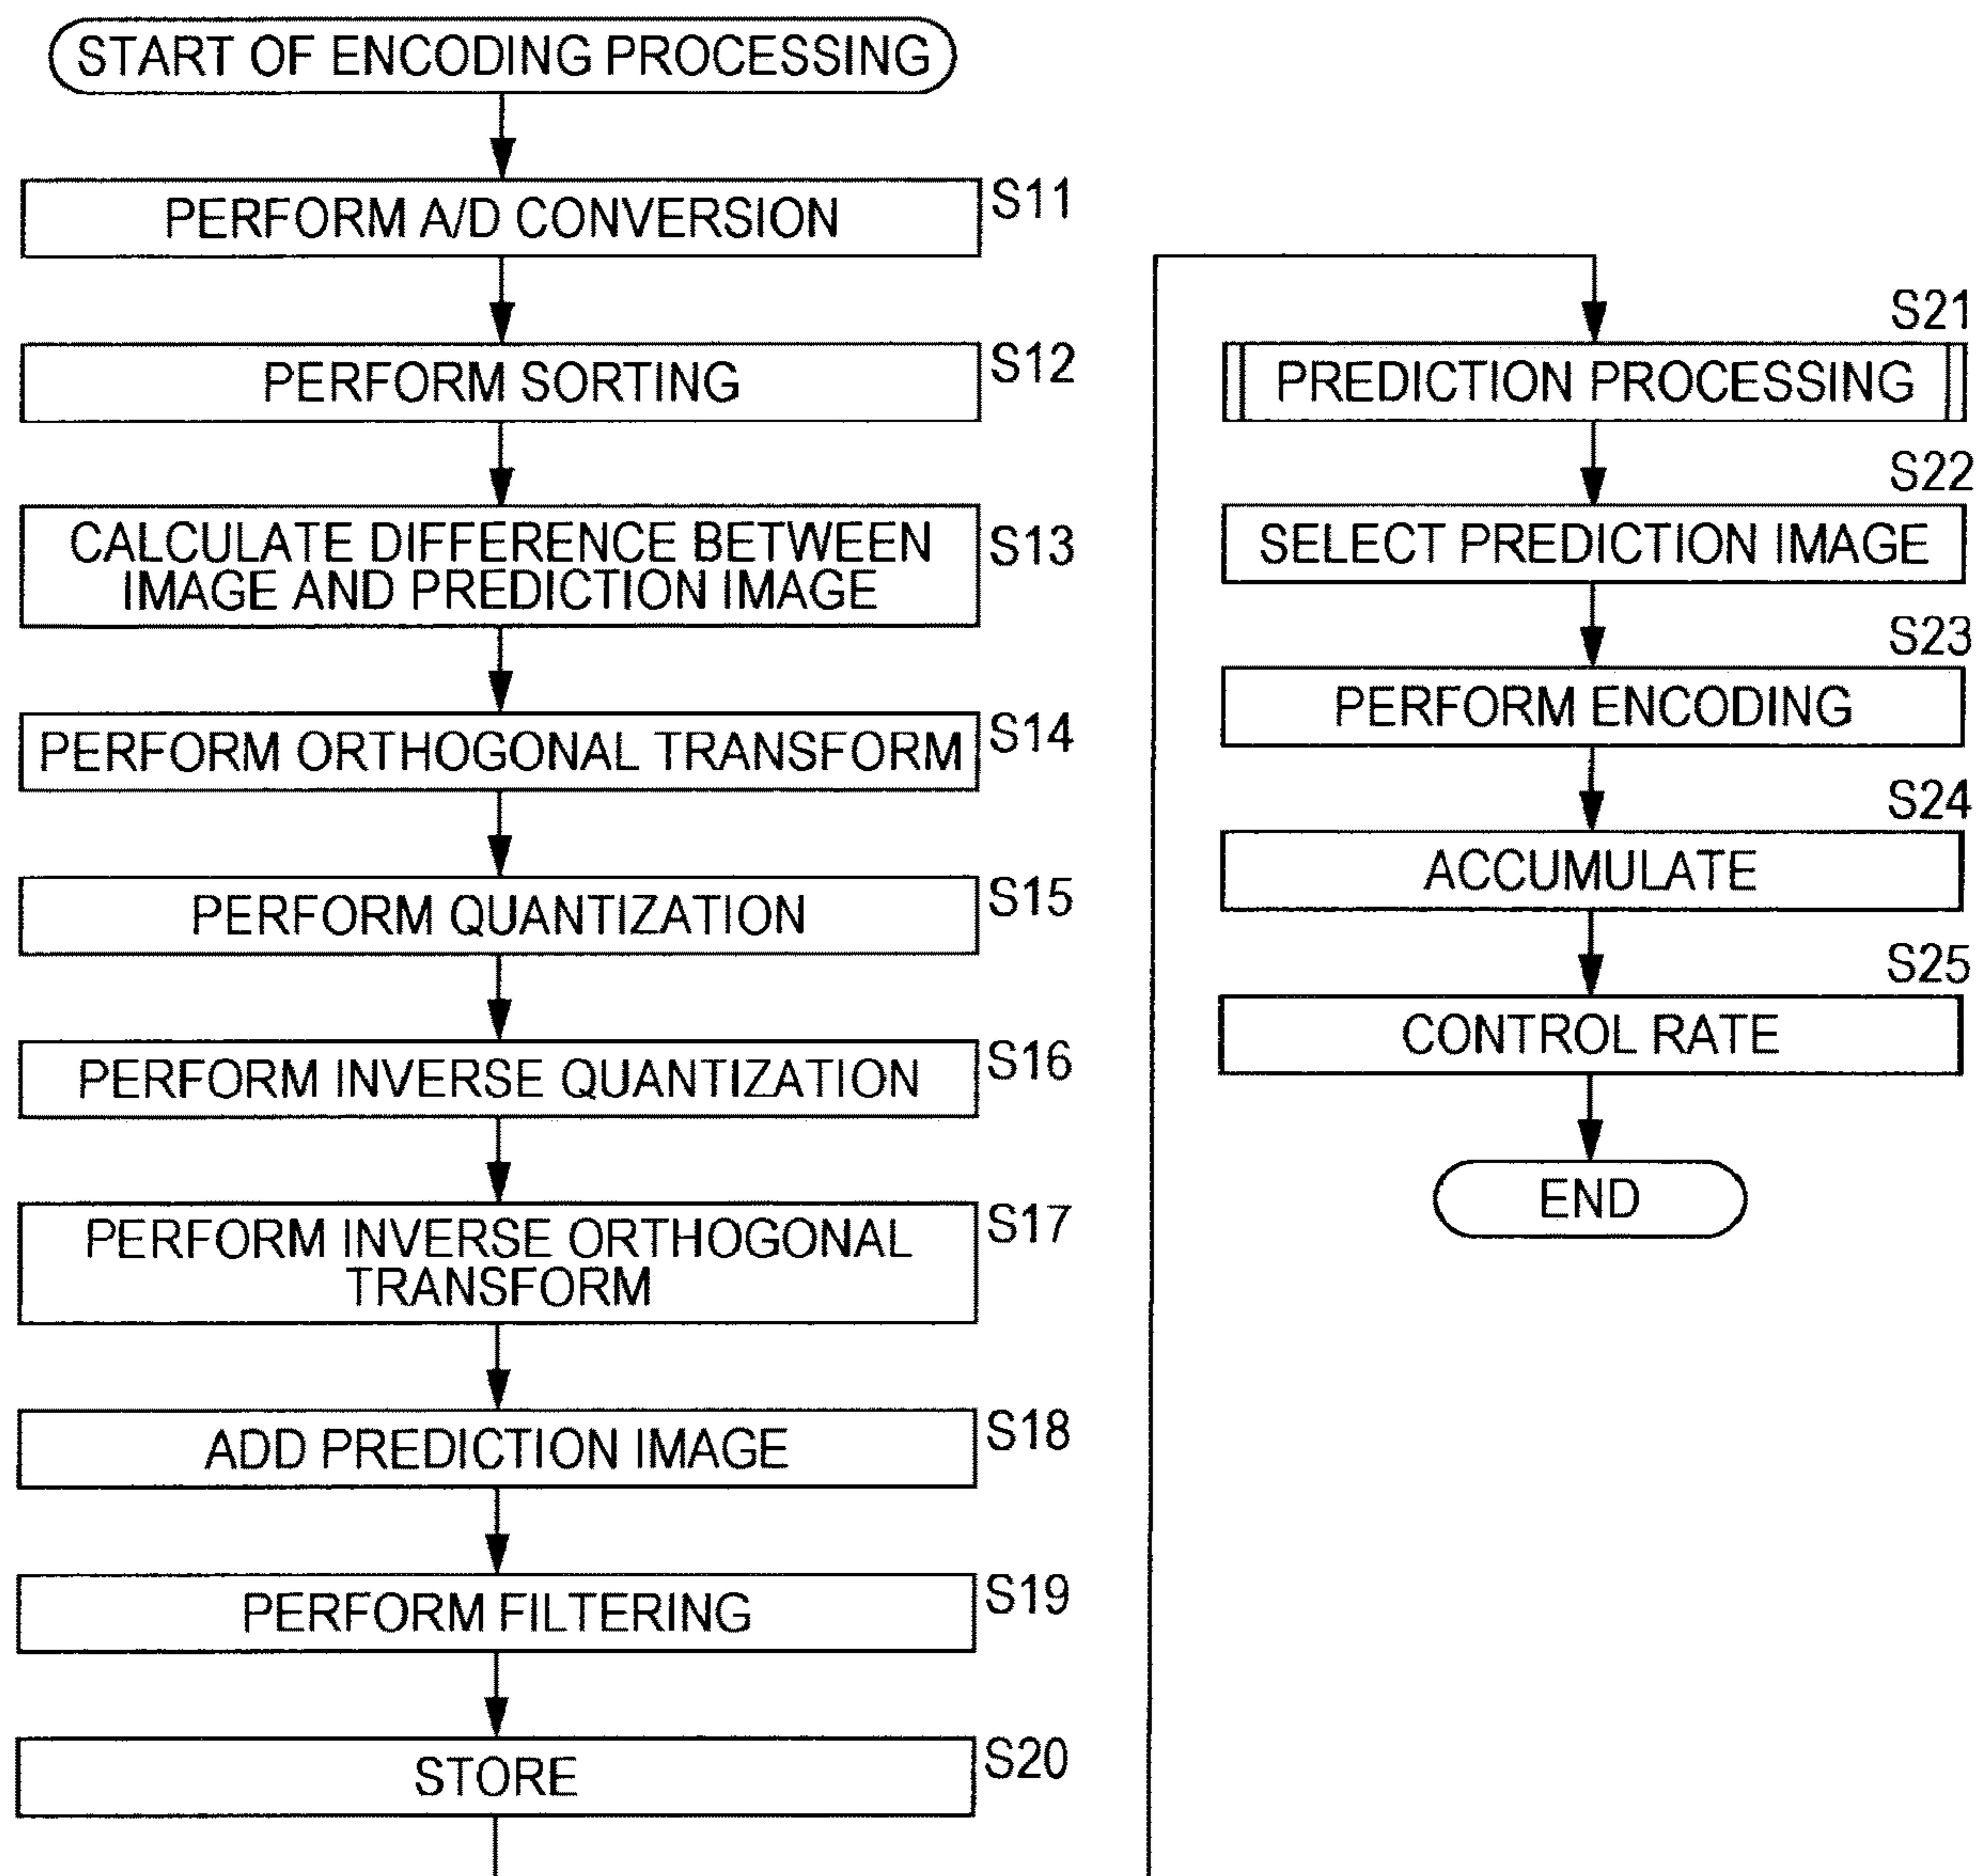 START OF ENCODING PROCESSING
PERFORM A/D CONVERSION
S11
PERFORM SORTING
S12
CALCULATE DIFFERENCE BETWEEN
IMAGE AND PREDICTION IMAGE
S13
PERFORM ORTHOGONAL TRANSFORM
S14
PERFORM QUANTIZATION
S15
PERFORM INVERSE QUANTIZATION
S16
PERFORM INVERSE ORTHOGONAL
TRANSFORM
S17
ADD PREDICTION IMAGE
S18
PERFORM FILTERING
S19
STORE
S20
S21
PREDICTION PROCESSING
S22
SELECT PREDICTION IMAGE
S23
PERFORM ENCODING
S24
ACCUMULATE
S25
CONTROL RATE
END